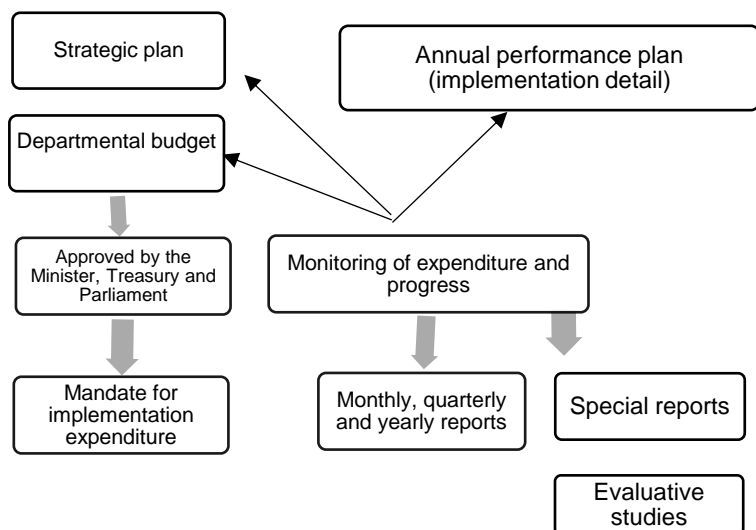 Strategic plan
Annual performance plan
(implementation detail)
Departmental budget
Approved by the
Minister, Treasury and
Parliament
Monitoring of expenditure and
progress
Mandate for
implementation
expenditure
Monthly, quarterly
and yearly reports
Special reports
Evaluative
studies